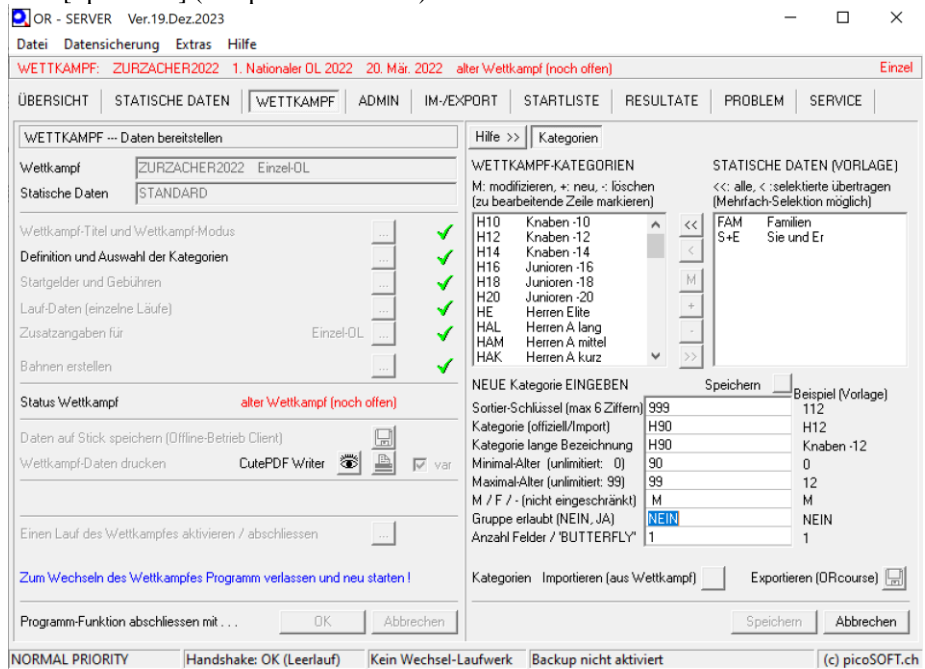 OR - SERVER Ver.19.Dez.2023
Datei Datensicherung Extras Hilfe
WETTKAMPF: ZURZACHER2022 1. Nationaler OL 2022 20. Mär. 2022 alter Wettkampf (noch offen) Einzel
ÜBERSICHT STATISCHE DATEN WETTKAMPF ADMIN IM-/EXPORT STARTLISTE RESULTATE PROBLEM SERVICE
WETTKAMPF --- Daten bereitstellen
Wettkampf ZURZACHER2022 Einzel-OL
Statische Daten STANDARD
Wettkampf-Titel und Wettkampf-Modus ...
Definition und Auswahl der Kategorien ...
Startgelder und Gebühren ...
Lauf-Daten (einzelne Läufe) ...
Zusatzangaben für Einzel-OL ...
Bahnen erstellen ...
Status Wettkampf alter Wettkampf (noch offen)
Daten auf Stick speichern (Offline-Betrieb Client)
Wettkampf-Daten drucken CutePDF Writer var
Einen Lauf des Wettkampfes aktivieren / abschliessen ...
Zum Wechseln des Wettkampfes Programm verlassen und neu starten !
Programm-Funktion abschliessen mit . . . OK Abbrechen
Hilfe >> Kategorien
WETTKAMPF-KATEGORIEN
M: modifizieren, +: neu, -: löschen
(zu bearbeitende Zeile markieren)
H10 Knaben -10
H12 Knaben -12
H14 Knaben -14
H16 Junioren -16
H18 Junioren -18
H20 Junioren -20
HE Herren Elite
HAL Herren A lang
HAM Herren A mittel
HAK Herren A kurz
<<
<
M
+
-
>>
STATISCHE DATEN (VORLAGE)
<<: alle, < :selektierte übertragen
(Mehrfach-Selektion möglich)
FAM Familien
S+E Sie und Er
NEUE Kategorie EINGEBEN Speichern
Beispiel (Vorlage)
Sortier-Schlüssel (max 6 Ziffern) 999 112
Kategorie (offiziell/Import) H90 H12
Kategorie lange Bezeichnung H90 Knaben -12
Minimal-Alter (unlimitiert: 0) 90 0
Maximal-Alter (unlimitiert: 99) 99 12
M / F / - (nicht eingeschränkt) M M
Gruppe erlaubt (NEIN, JA) NEIN NEIN
Anzahl Felder / 'BUTTERFLY' 1 1
Kategorien Importieren (aus Wettkampf) Exportieren (ORcourse)
Speichern Abbrechen
NORMAL PRIORITY Handshake: OK (Leerlauf) Kein Wechsel-Laufwerk Backup nicht aktiviert (c) picoSOFT.ch